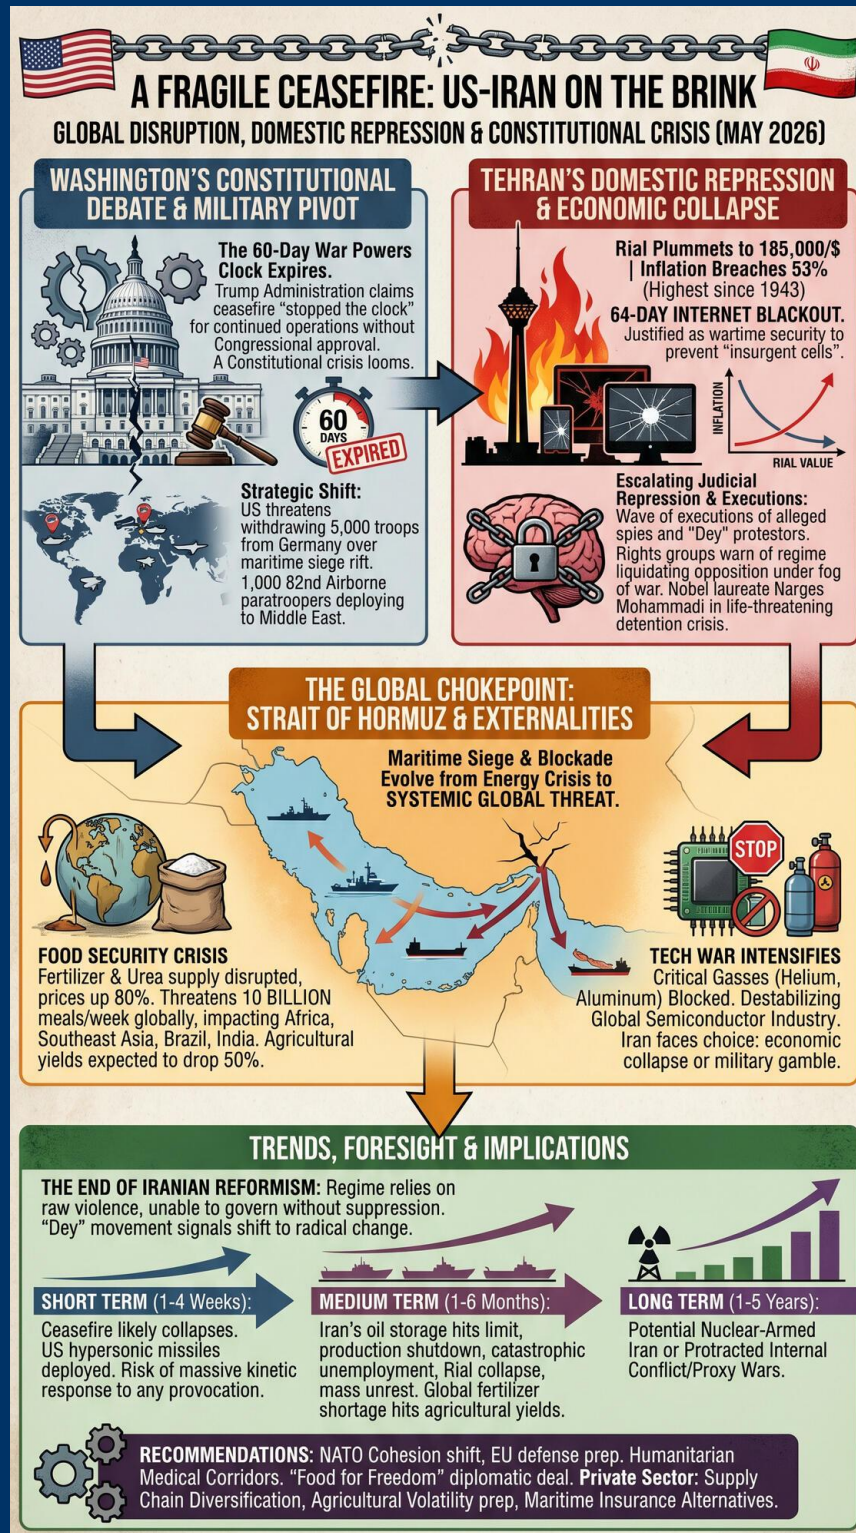 A FRAGILE CEASEFIRE: US-IRAN ON THE BRINK
GLOBAL DISRUPTION, DOMESTIC REPRESSION & CONSTITUTIONAL CRISIS (MAY 2026)
WASHINGTON'S CONSTITUTIONAL
DEBATE & MILITARY PIVOT
The 60-Day War Powers
Clock Expires.
Trump Administration claims
ceasefire “stopped the clock”
for continued operations without
Congressional approval.
A Constitutional crisis looms.
60
DAYS
EXPIRED
Strategic Shift:
US threatens
withdrawing 5,000 troops
from Germany over
maritime siege rift.
1,000 82nd Airborne
paratroopers deploying
to Middle East.
TEHRAN'S DOMESTIC REPRESSION
& ECONOMIC COLLAPSE
Rial Plummets to 185,000/$
| Inflation Breaches 53%
(Highest since 1943)
64-DAY INTERNET BLACKOUT.
Justified as wartime security to
prevent “insurgent cells”.
INFLATION
RIAL VALUE
Escalating Judicial
Repression & Executions:
Wave of executions of alleged
spies and "Dey" protestors.
Rights groups warn of regime
liquidating opposition under fog
of war. Nobel laureate Narges
Mohammadi in life-threatening
detention crisis.
THE GLOBAL CHOKEPOINT:
STRAIT OF HORMUZ & EXTERNALITIES
Maritime Siege & Blockade
Evolve from Energy Crisis to
SYSTEMIC GLOBAL THREAT.
FOOD SECURITY CRISIS
Fertilizer & Urea supply disrupted,
prices up 80%. Threatens 10 BILLION
meals/week globally, impacting Africa,
Southeast Asia, Brazil, India. Agricultural
yields expected to drop 50%.
STOP
TECH WAR INTENSIFIES
Critical Gasses (Helium,
Aluminum) Blocked. Destabilizing
Global Semiconductor Industry.
Iran faces choice: economic
collapse or military gamble.
TRENDS, FORESIGHT & IMPLICATIONS
THE END OF IRANIAN REFORMISM: Regime relies on
raw violence, unable to govern without suppression.
“Dey” movement signals shift to radical change.
SHORT TERM (1-4 Weeks):
Ceasefire likely collapses.
US hypersonic missiles
deployed. Risk of massive kinetic
response to any provocation.
MEDIUM TERM (1-6 Months):
Iran's oil storage hits limit,
production shutdown, catastrophic
unemployment, Rial collapse,
mass unrest. Global fertilizer
shortage hits agricultural yields.
LONG TERM (1-5 Years):
Potential Nuclear-Armed
Iran or Protracted Internal
Conflict/Proxy Wars.
RECOMMENDATIONS: NATO Cohesion shift, EU defense prep. Humanitarian
Medical Corridors. “Food for Freedom” diplomatic deal. Private Sector: Supply
Chain Diversification, Agricultural Volatility prep, Maritime Insurance Alternatives.